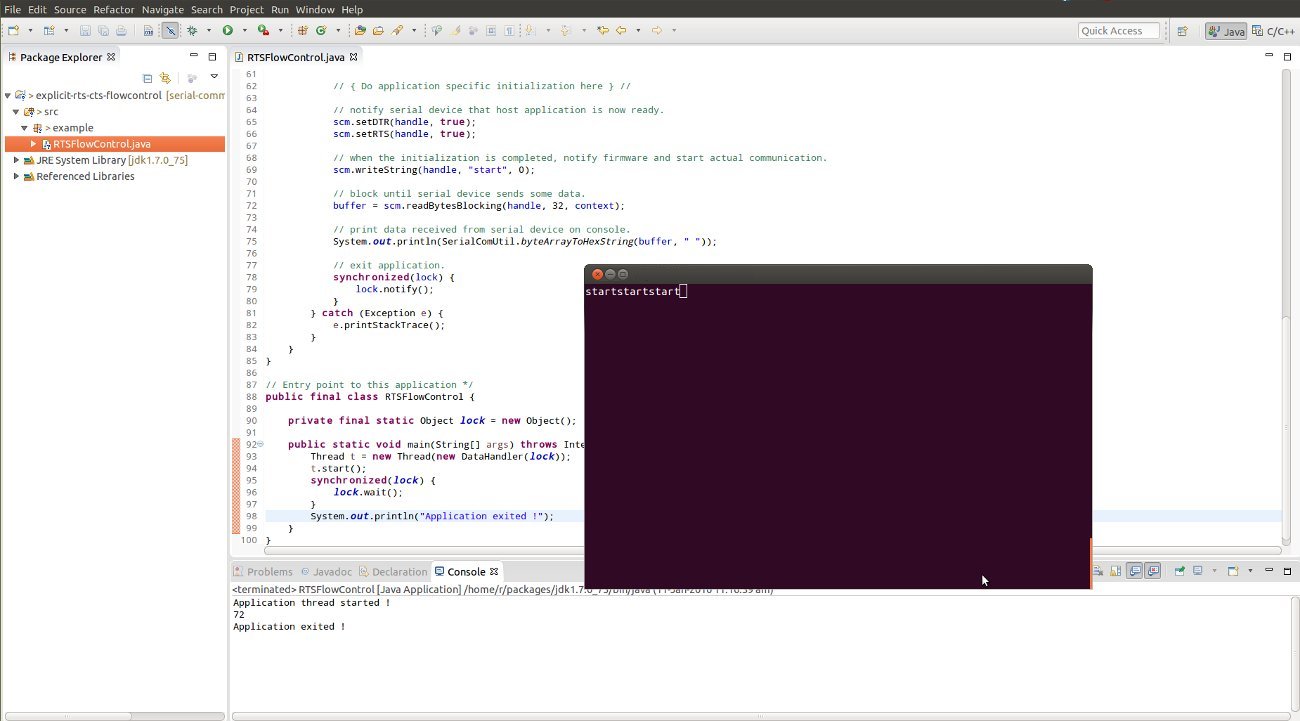 File Edit Source Refactor Navigate Search Project Run Window Help
Quick Access
Java
C/C++
Package Explorer
> explicit-rts-cts-flowcontrol [serial-comm
> src
> example
RTSFlowControl.java
JRE System Library [jdk1.7.0_75]
Referenced Libraries
RTSFlowControl.java
61
62 // { Do application specific initialization here } //
63
64 // notify serial device that host application is now ready.
65 scm.setDTR(handle, true);
66 scm.setRTS(handle, true);
67
68 // when the initialization is completed, notify firmware and start actual communication.
69 scm.writeString(handle, "start", 0);
70
71 // block until serial device sends some data.
72 buffer = scm.readBytesBlocking(handle, 32, context);
73
74 // print data received from serial device on console.
75 System.out.println(SerialComUtil.byteArrayToHexString(buffer, " "));
76
77 // exit application.
78 synchronized(lock) {
79 lock.notify();
80 }
81 } catch (Exception e) {
82 e.printStackTrace();
83 }
84 }
85 }
86
87 // Entry point to this application */
88 public final class RTSFlowControl {
89
90 private final static Object lock = new Object();
91
92 public static void main(String[] args) throws Inte
93 Thread t = new Thread(new DataHandler(lock));
94 t.start();
95 synchronized(lock) {
96 lock.wait();
97 }
98 System.out.println("Application exited !");
99 }
100 }
startstartstart
Problems Javadoc Declaration Console
<terminated> RTSFlowControl [Java Application] /home/r/packages/jdk1.7.0_75/bin/java (11-Jan-2016 11:16:39 am)
Application thread started !
72
Application exited !